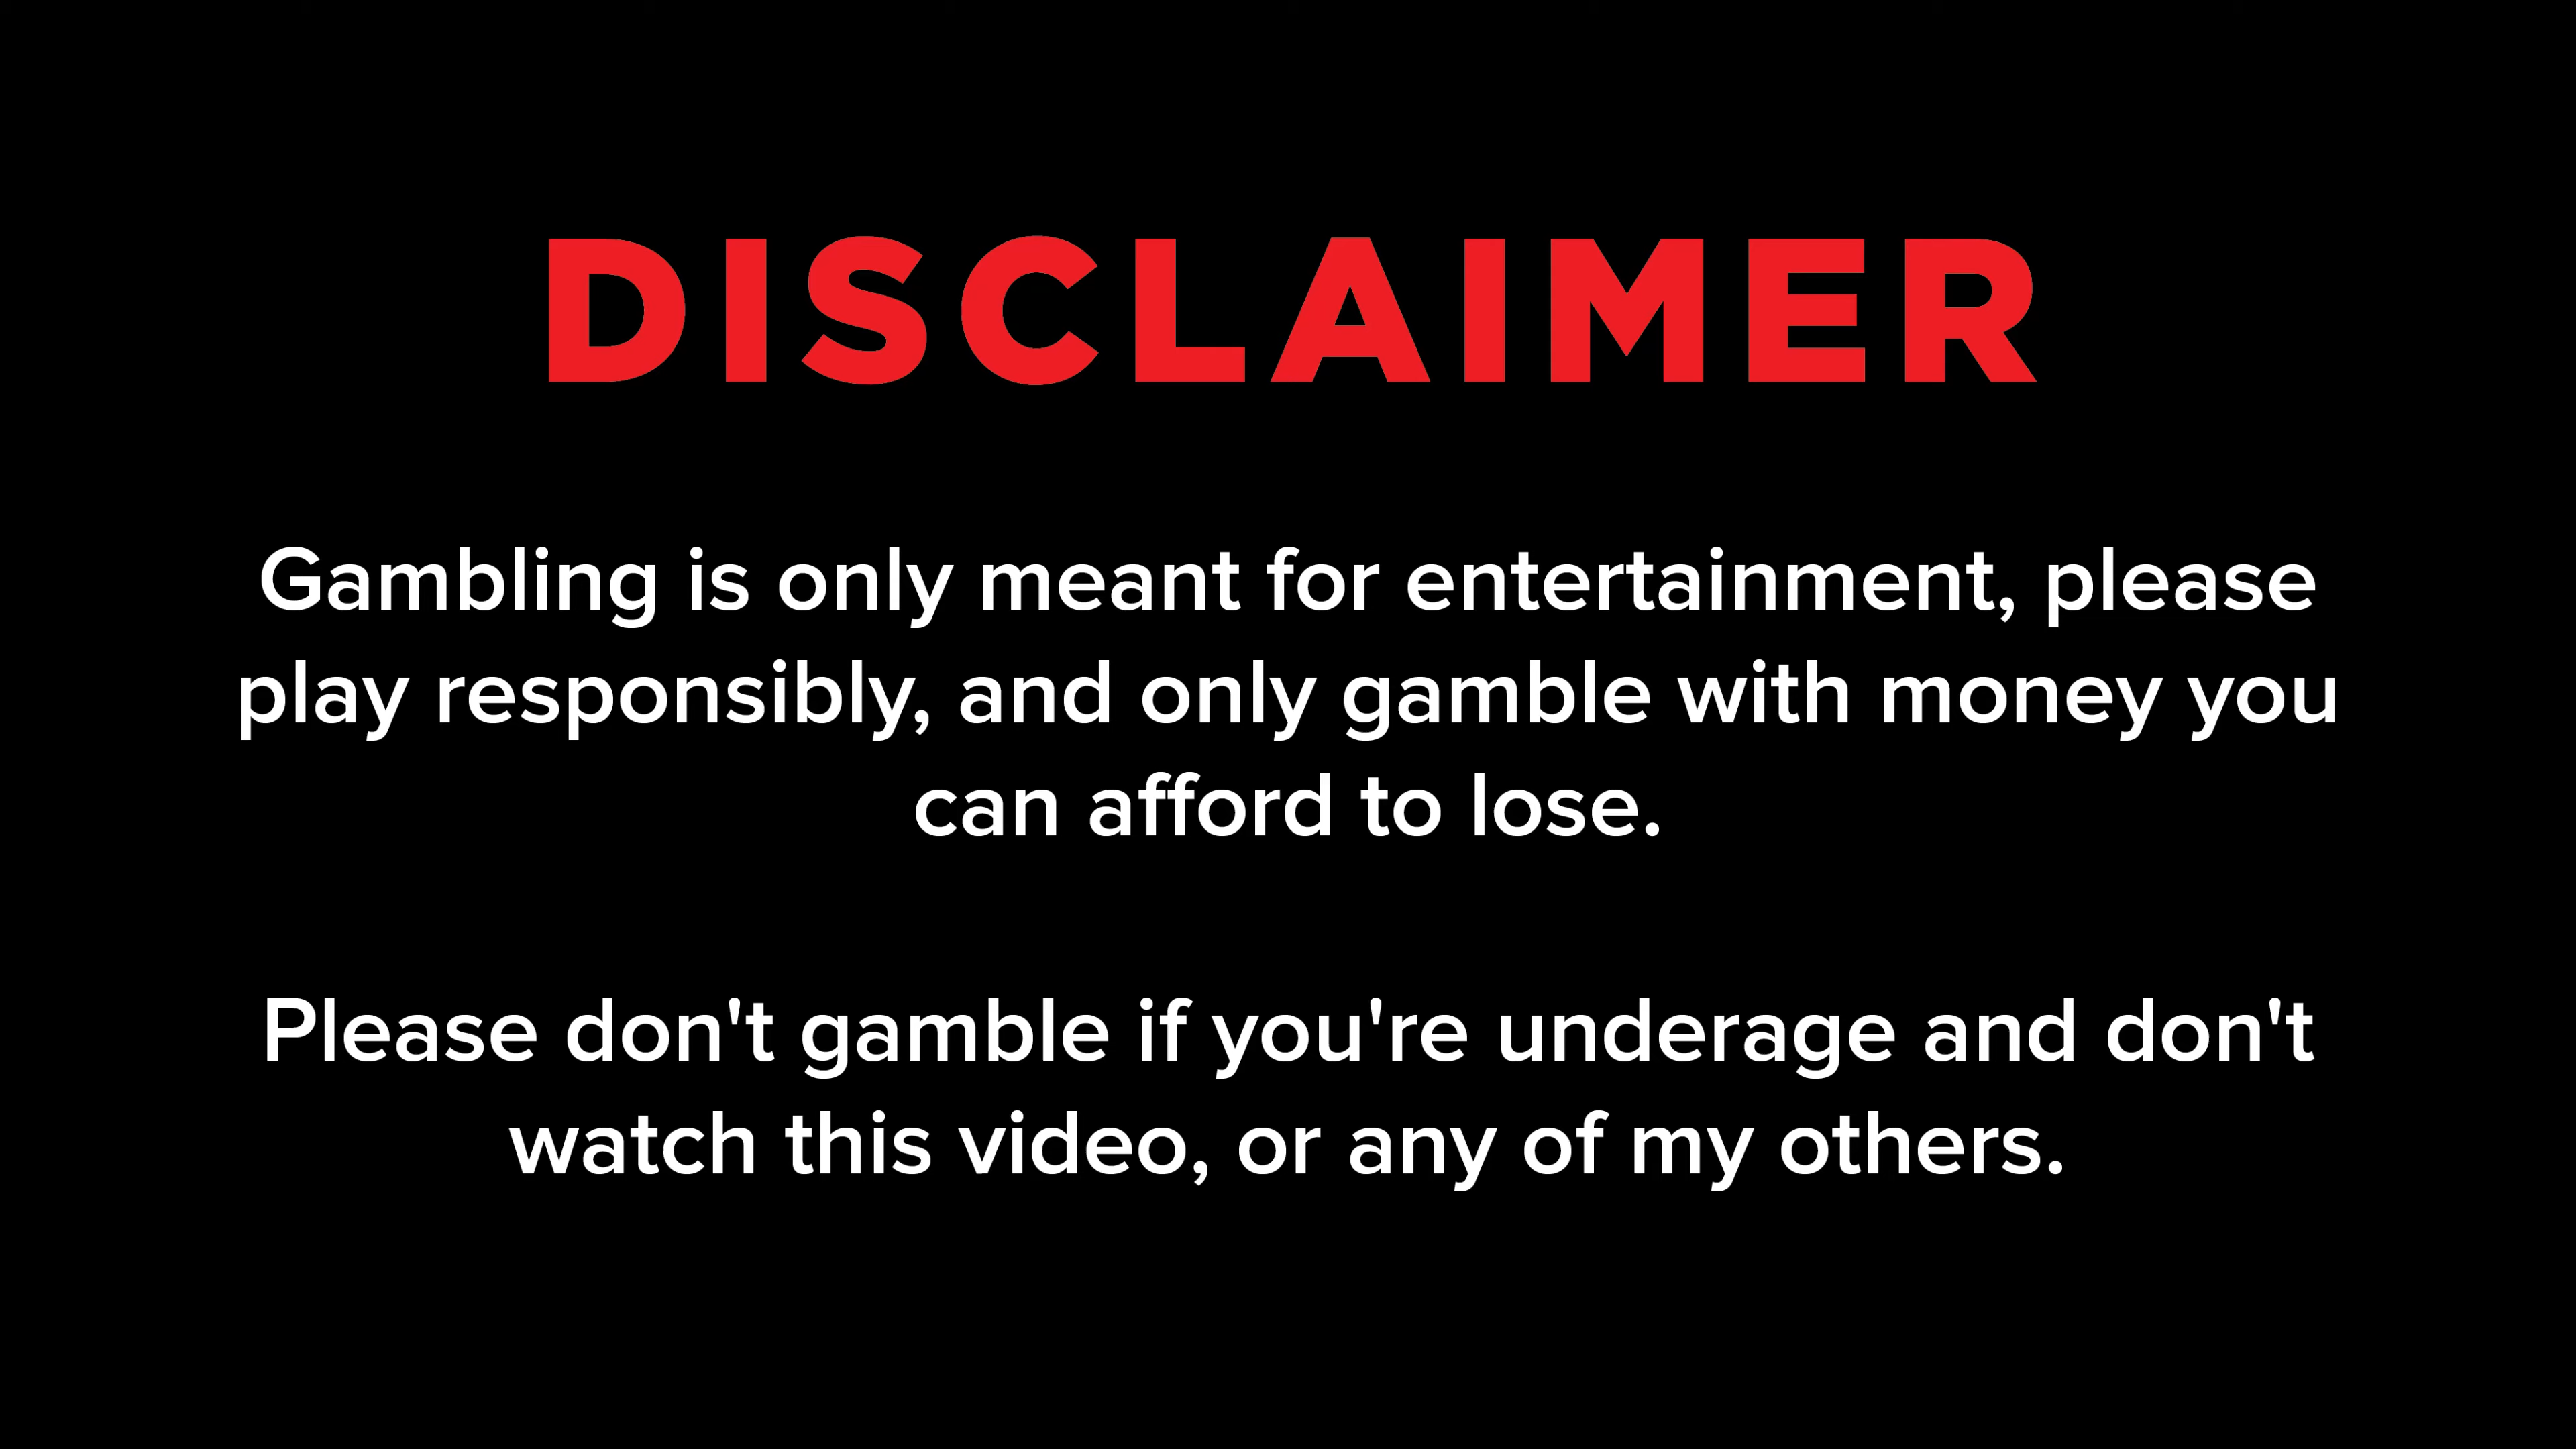 DISCLAIMER
Gambling is only meant for entertainment, please
play responsibly, and only gamble with money you
can afford to lose.
Please don't gamble if you're underage and don't
watch this video, or any of my others.